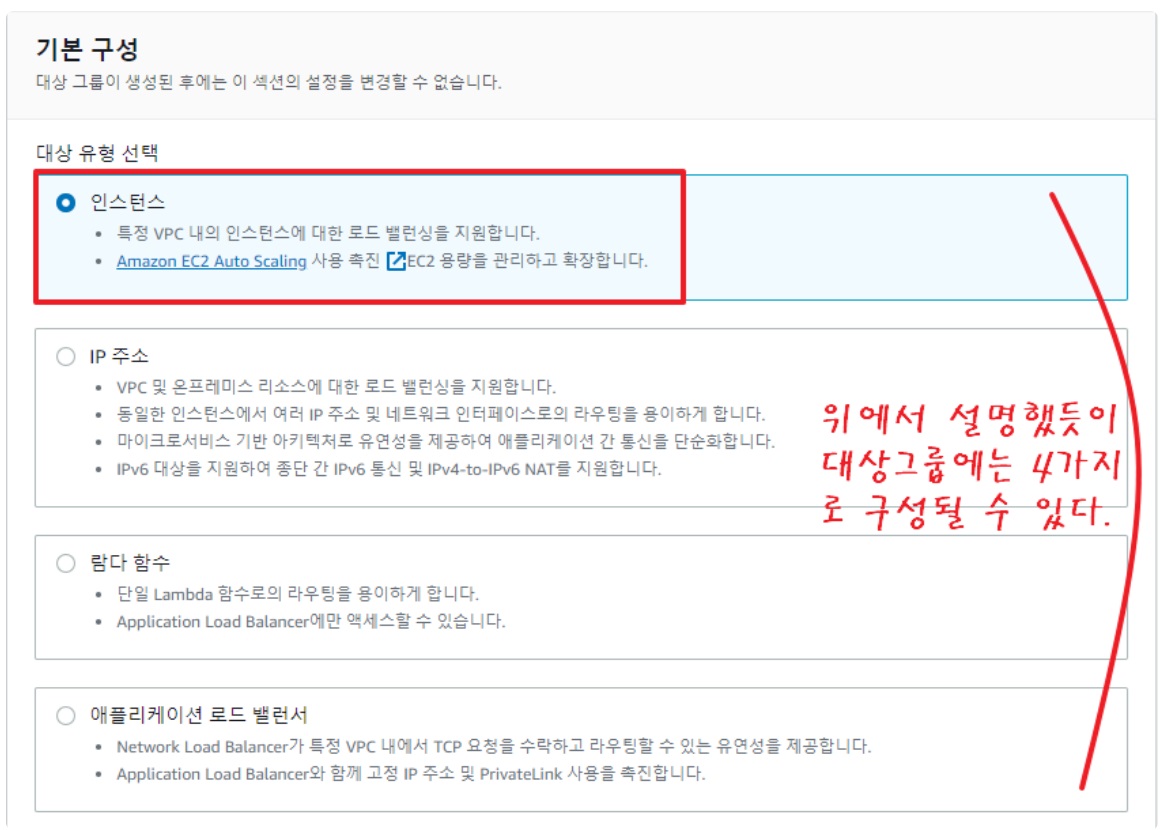 기본 구성
대상 그룹이 생성된 후에는 이 섹션의 설정을 변경할 수 없습니다.
대상 유형 선택
인스턴스
• 특정 VPC 내의 인스턴스에 대한 로드 밸런싱을 지원합니다.
• Amazon EC2 Auto Scaling 사용 촉진 EC2 용량을 관리하고 확장합니다.
IP 주소
• VPC 및 온프레미스 리소스에 대한 로드 밸런싱을 지원합니다.
• 동일한 인스턴스에서 여러 IP 주소 및 네트워크 인터페이스로의 라우팅을 용이하게 합니다.
• 마이크로서비스 기반 아키텍처로 유연성을 제공하여 애플리케이션 간 통신을 단순화합니다.
• IPv6 대상을 지원하여 종단 간 IPv6 통신 및 IPv4-to-IPv6 NAT를 지원합니다.
위에서 설명했듯이
대상그룹에는 4가지
로 구성될 수 있다.
람다 함수
• 단일 Lambda 함수로의 라우팅을 용이하게 합니다.
• Application Load Balancer에만 액세스할 수 있습니다.
애플리케이션 로드 밸런서
• Network Load Balancer가 특정 VPC 내에서 TCP 요청을 수락하고 라우팅할 수 있는 유연성을 제공합니다.
• Application Load Balancer와 함께 고정 IP 주소 및 PrivateLink 사용을 촉진합니다.